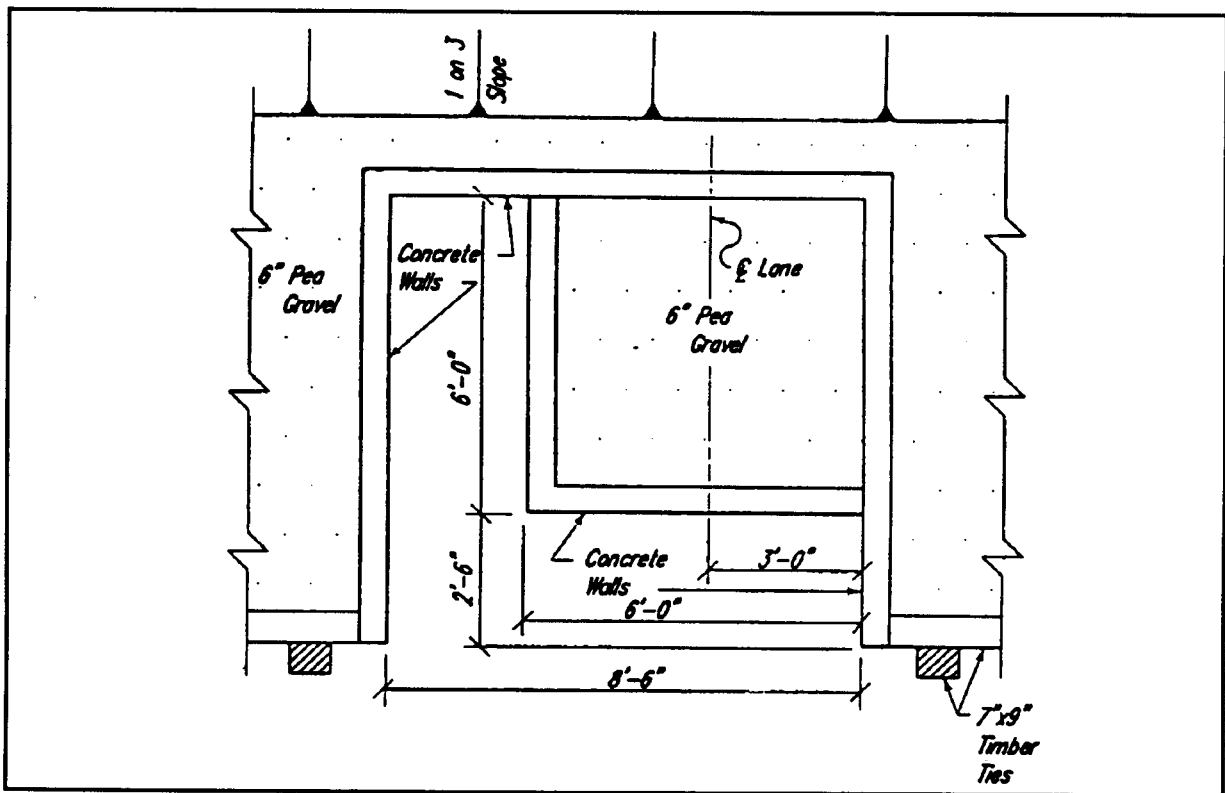 1 on 3
Slope
Concrete
Walls
6" Pea
Gravel
℄ Lane
6" Pea
Gravel
6'-0"
2'-6"
Concrete
Walls
3'-0"
6'-0"
8'-6"
7"x9"
Timber
Ties